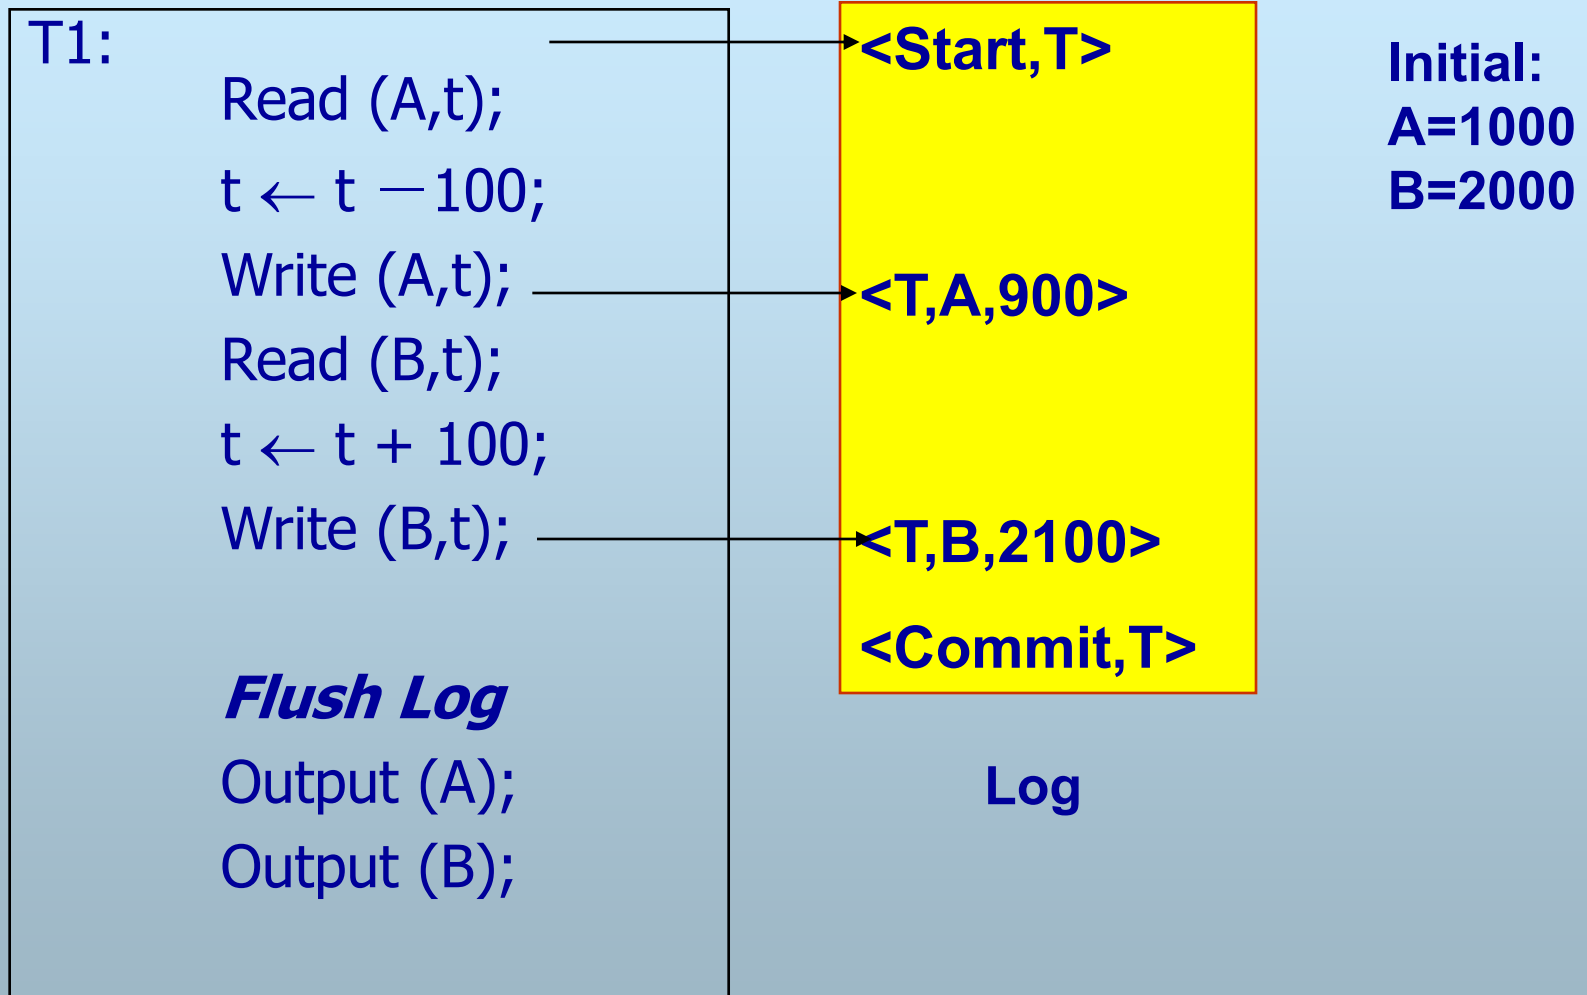 T1:
Read (A,t);
t ← t －100;
Write (A,t);
Read (B,t);
t ← t + 100;
Write (B,t);
Flush Log
Output (A);
Output (B);
<Start,T>
<T,A,900>
<T,B,2100>
<Commit,T>
Log
Initial:
A=1000
B=2000